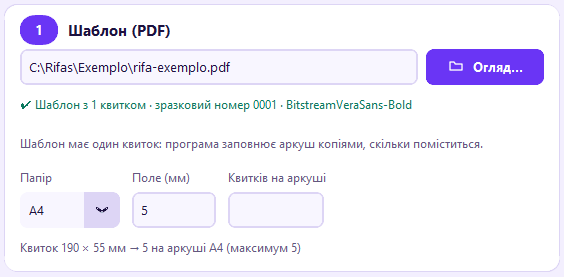 1 Шаблон (PDF)
C:\Rifas\Exemplo\rifa-exemplo.pdf Огляд...
✔ Шаблон з 1 квитком · зразковий номер 0001 · BitstreamVeraSans-Bold
Шаблон має один квиток: програма заповнює аркуш копіями, скільки поміститься.
Папір Поле (мм) Квитків на аркуші
A4 5
Квиток 190 × 55 мм → 5 на аркуші A4 (максимум 5)